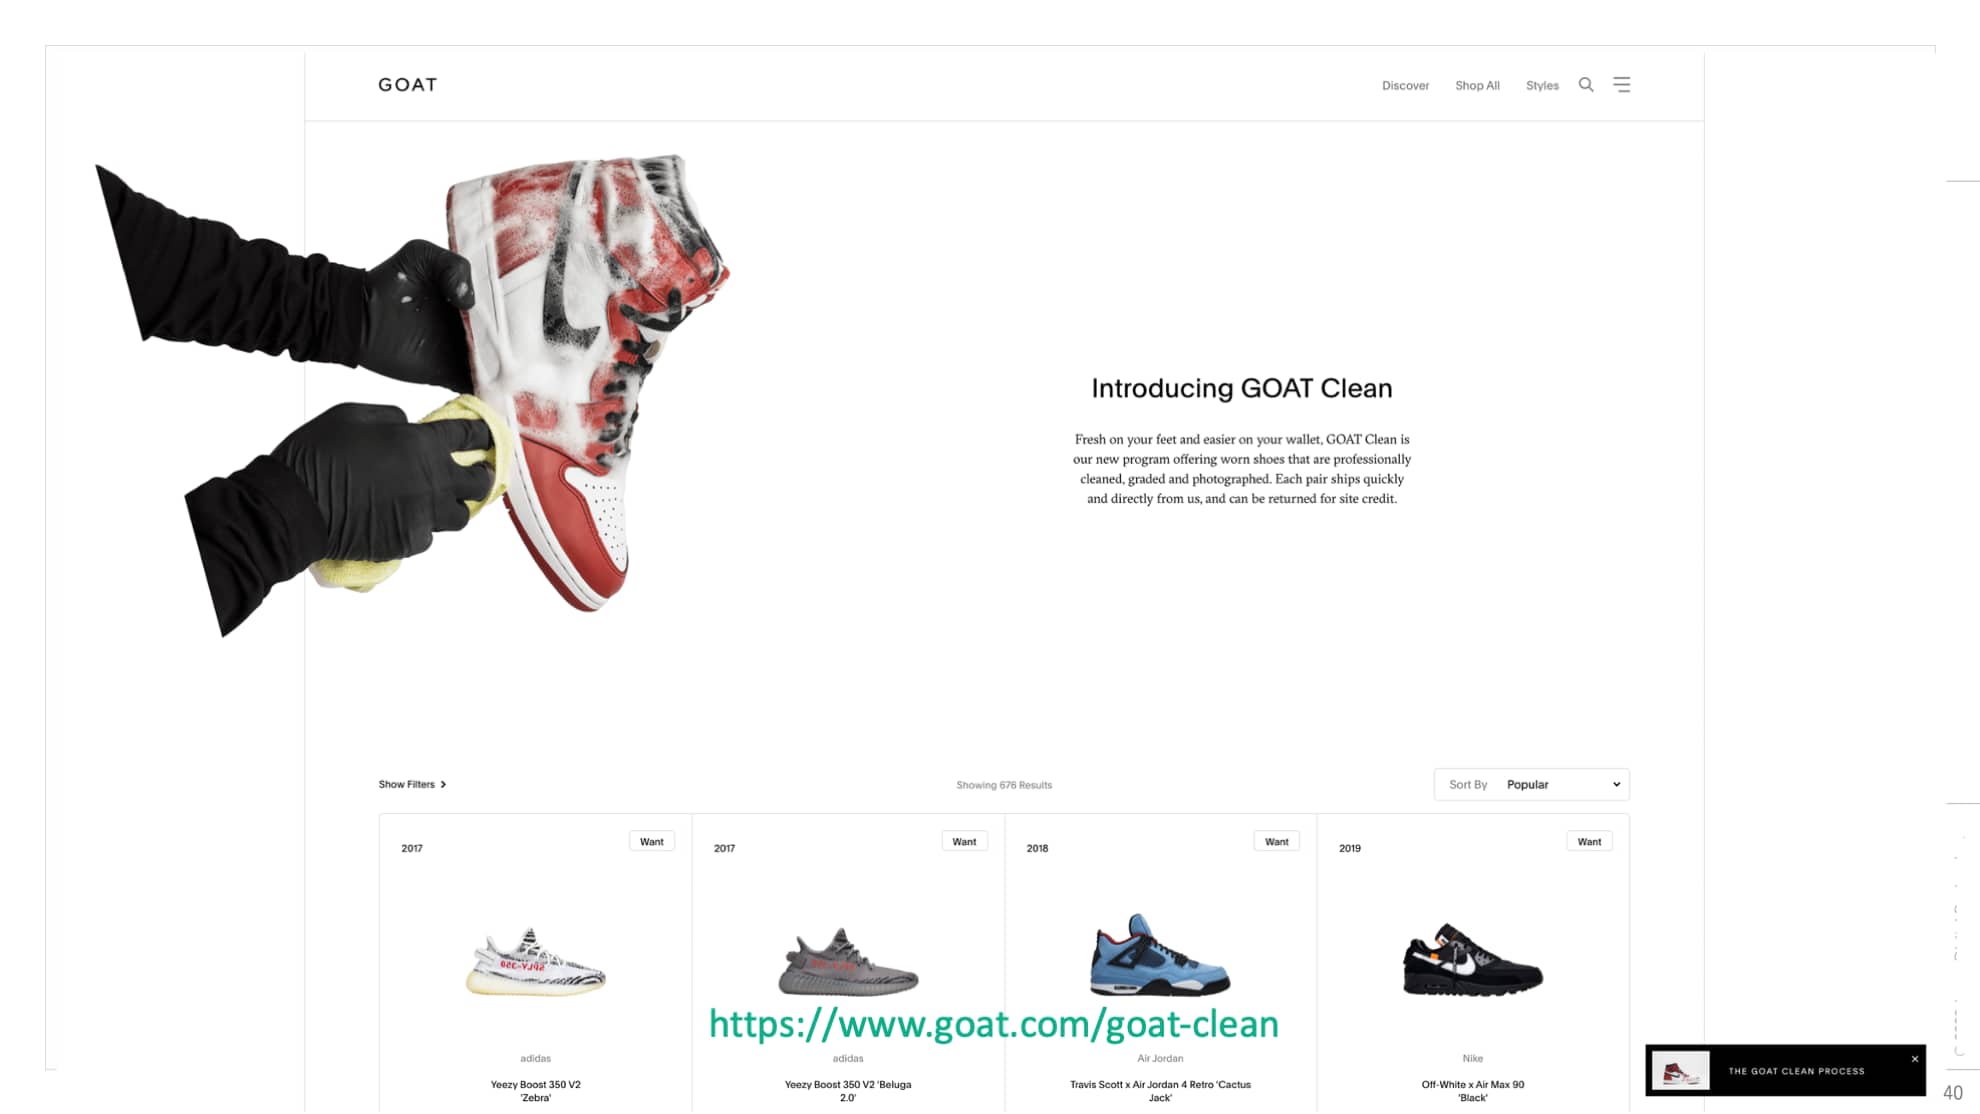 GOAT
Discover Shop All Styles
Introducing GOAT Clean
Fresh on your feet and easier on your wallet, GOAT Clean is
our new program offering worn shoes that are professionally
cleaned, graded and photographed. Each pair ships quickly
and directly from us, and can be returned for site credit.
Show Filters
Showing 676 Results
Sort By Popular
2017 Want
2017 Want
2018 Want
2019 Want
https://www.goat.com/goat-clean
adidas
Yeezy Boost 350 V2
'Zebra'
adidas
Yeezy Boost 350 V2 'Beluga
2.0'
Air Jordan
Travis Scott x Air Jordan 4 Retro 'Cactus
Jack'
Nike
Off-White x Air Max 90
'Black'
THE GOAT CLEAN PROCESS
40